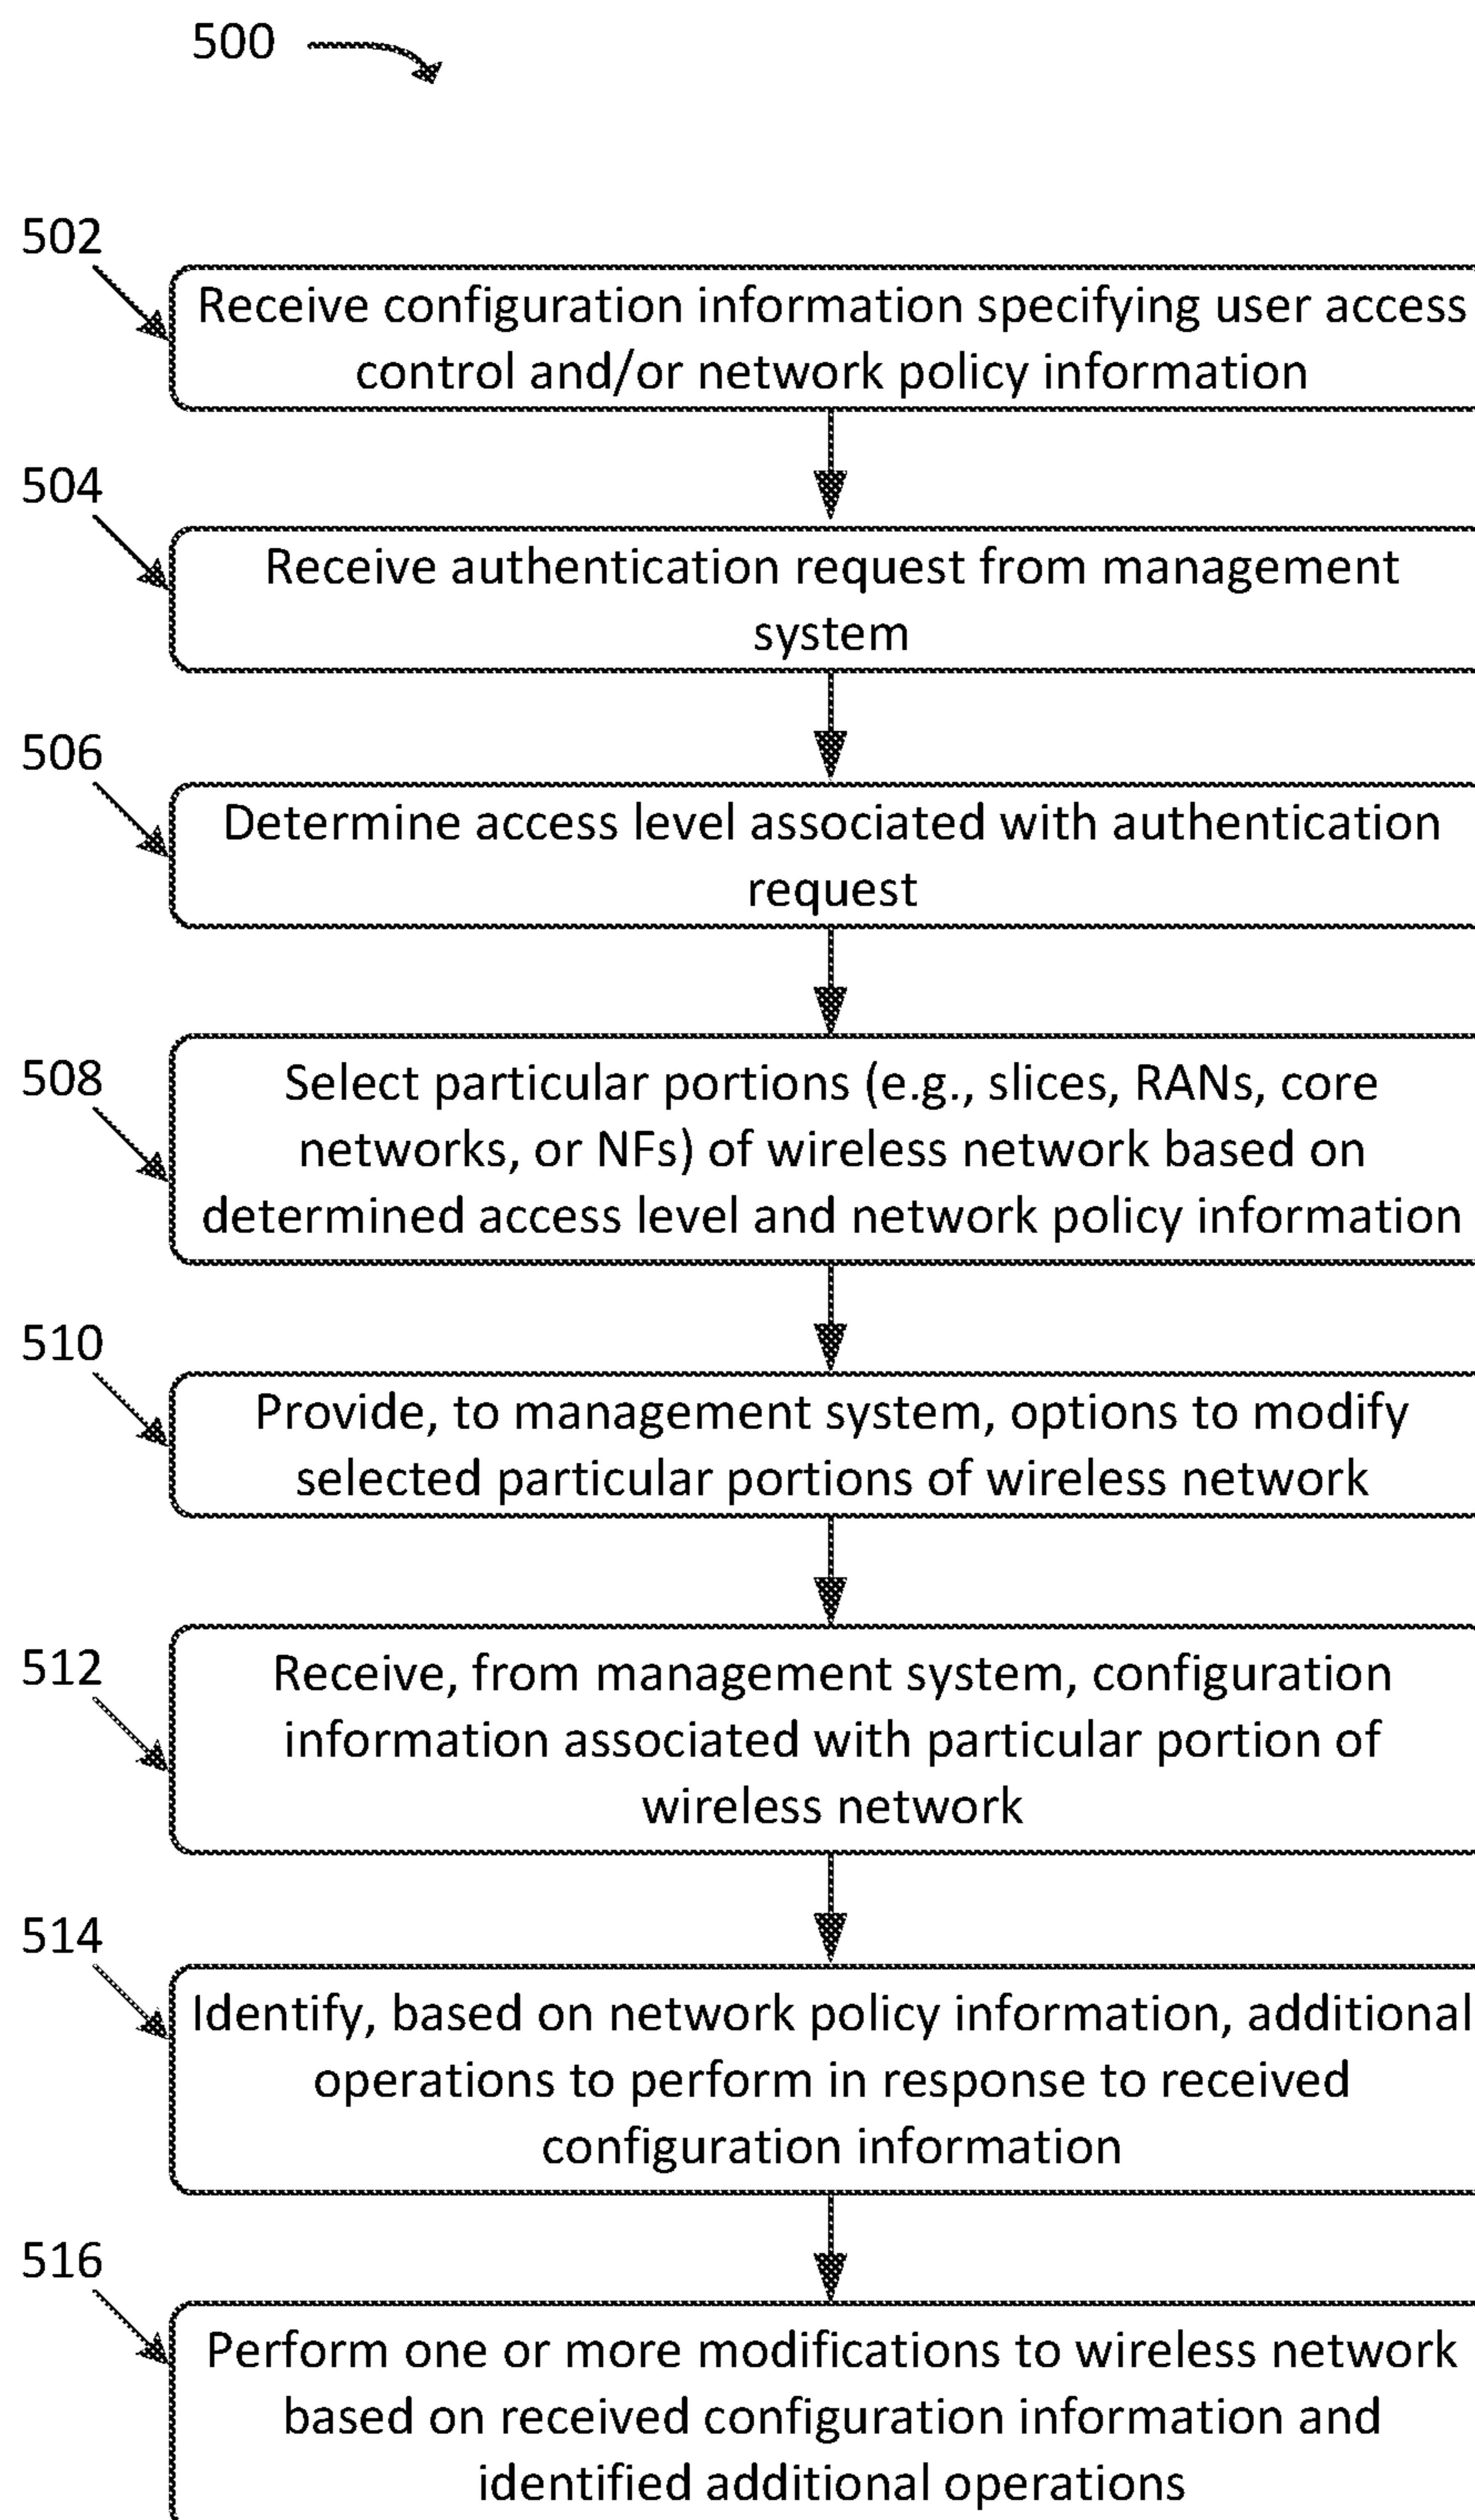 500
502
Receive configuration information specifying user access
control and/or network policy information
504
Receive authentication request from management
system
506
Determine access level associated with authentication
request
508
Select particular portions (e.g., slices, RANs, core
networks, or NFs) of wireless network based on
determined access level and network policy information
510
Provide, to management system, options to modify
selected particular portions of wireless network
512
Receive, from management system, configuration
information associated with particular portion of
wireless network
514
Identify, based on network policy information, additional
operations to perform in response to received
configuration information
516
Perform one or more modifications to wireless network
based on received configuration information and
identified additional operations